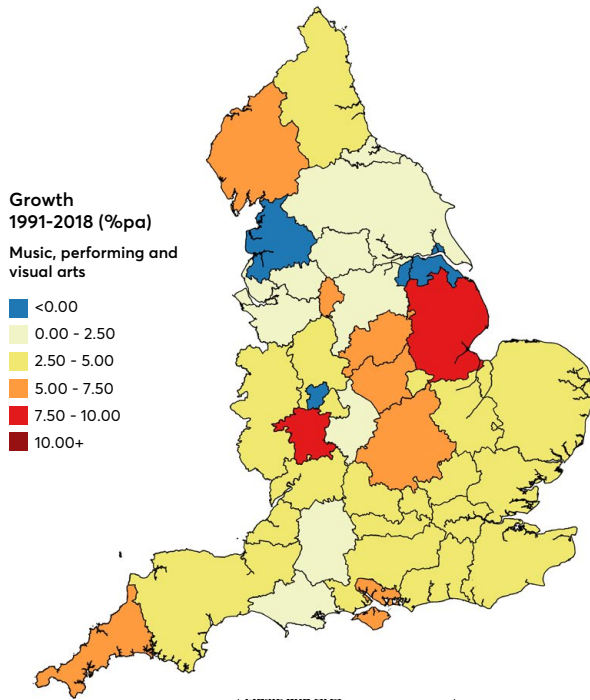 Growth
1991-2018 (%pa)
Music, performing and
visual arts
<0.00
0.00 - 2.50
2.50 - 5.00
5.00 - 7.50
7.50 - 10.00
10.00+